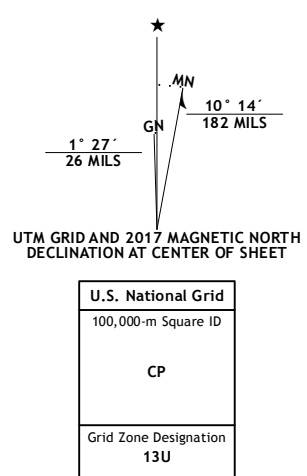 ★
MN
GN
10° 14´
182 MILS
1° 27´
26 MILS
UTM GRID AND 2017 MAGNETIC NORTH
DECLINATION AT CENTER OF SHEET
U.S. National Grid
100,000-m Square ID
CP
Grid Zone Designation
13U